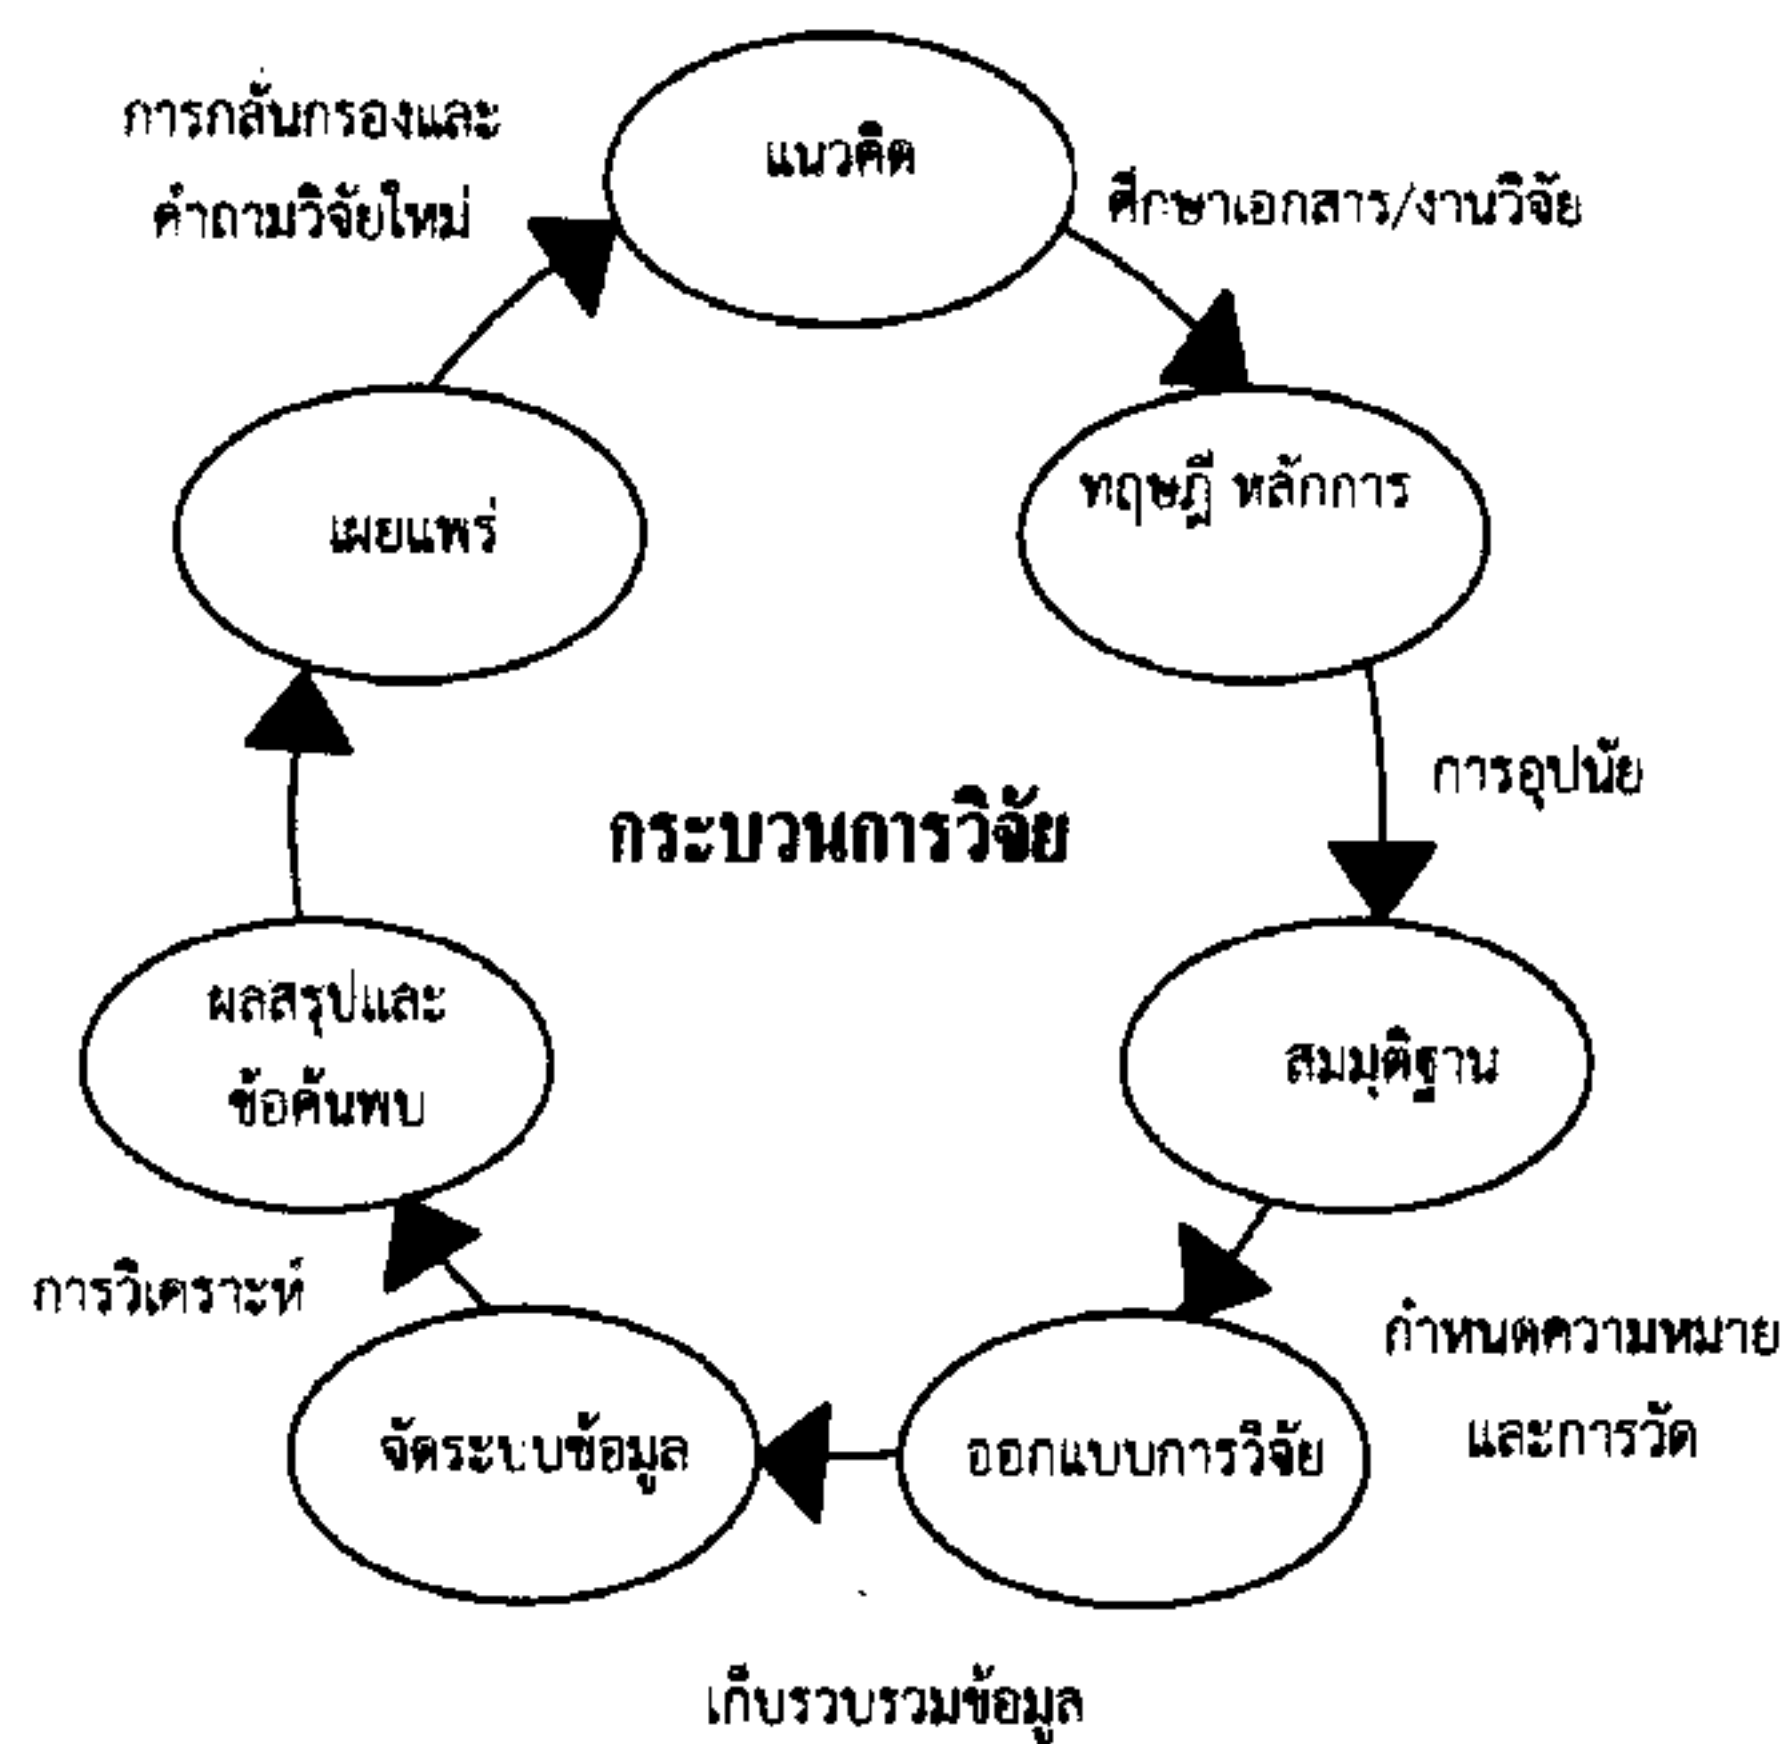 การกลั่นกรองและ
คำถามวิจัยใหม่
แนวคิด
ศึกษาเอกสาร/งานวิจัย
เผยแพร่
ทฤษฎี หลักการ
การอุปนัย
กระบวนการวิจัย
ผลสรุปและ
ข้อค้นพบ
สมมุติฐาน
การวิเคราะห์
กำหนดความหมาย
และการวัด
จัดระบบข้อมูล
ออกแบบการวิจัย
เก็บรวบรวมข้อมูล